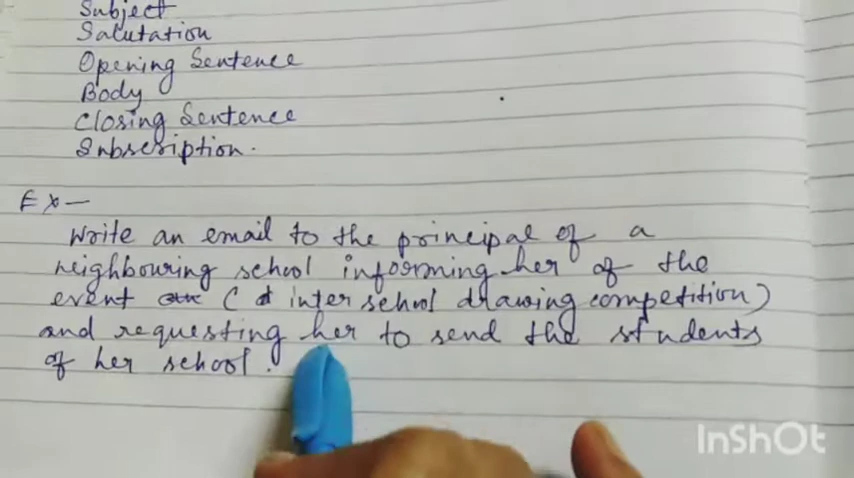 Subject
Salutation
Opening Sentence
Body
Closing Sentence
Subscription.
Ex—
Write an email to the principal of a
neighbouring school informing her of the
event (inter school drawing competition)
and requesting her to send the students
of her school.
InShOt